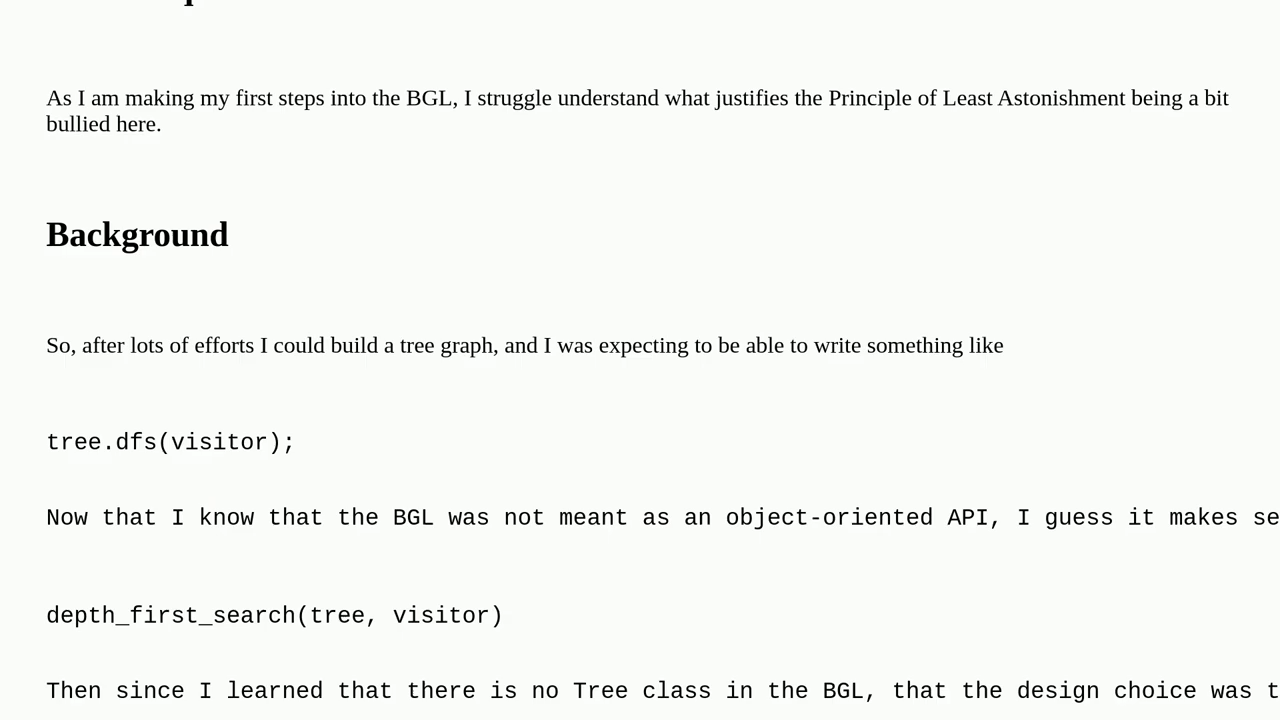 As I am making my first steps into the BGL, I struggle understand what justifies the Principle of Least Astonishment being a bit
bullied here.
Background
So, after lots of efforts I could build a tree graph, and I was expecting to be able to write something like
tree.dfs(visitor);
Now that I know that the BGL was not meant as an object-oriented API, I guess it makes se
depth_first_search(tree, visitor)
Then since I learned that there is no Tree class in the BGL, that the design choice was t